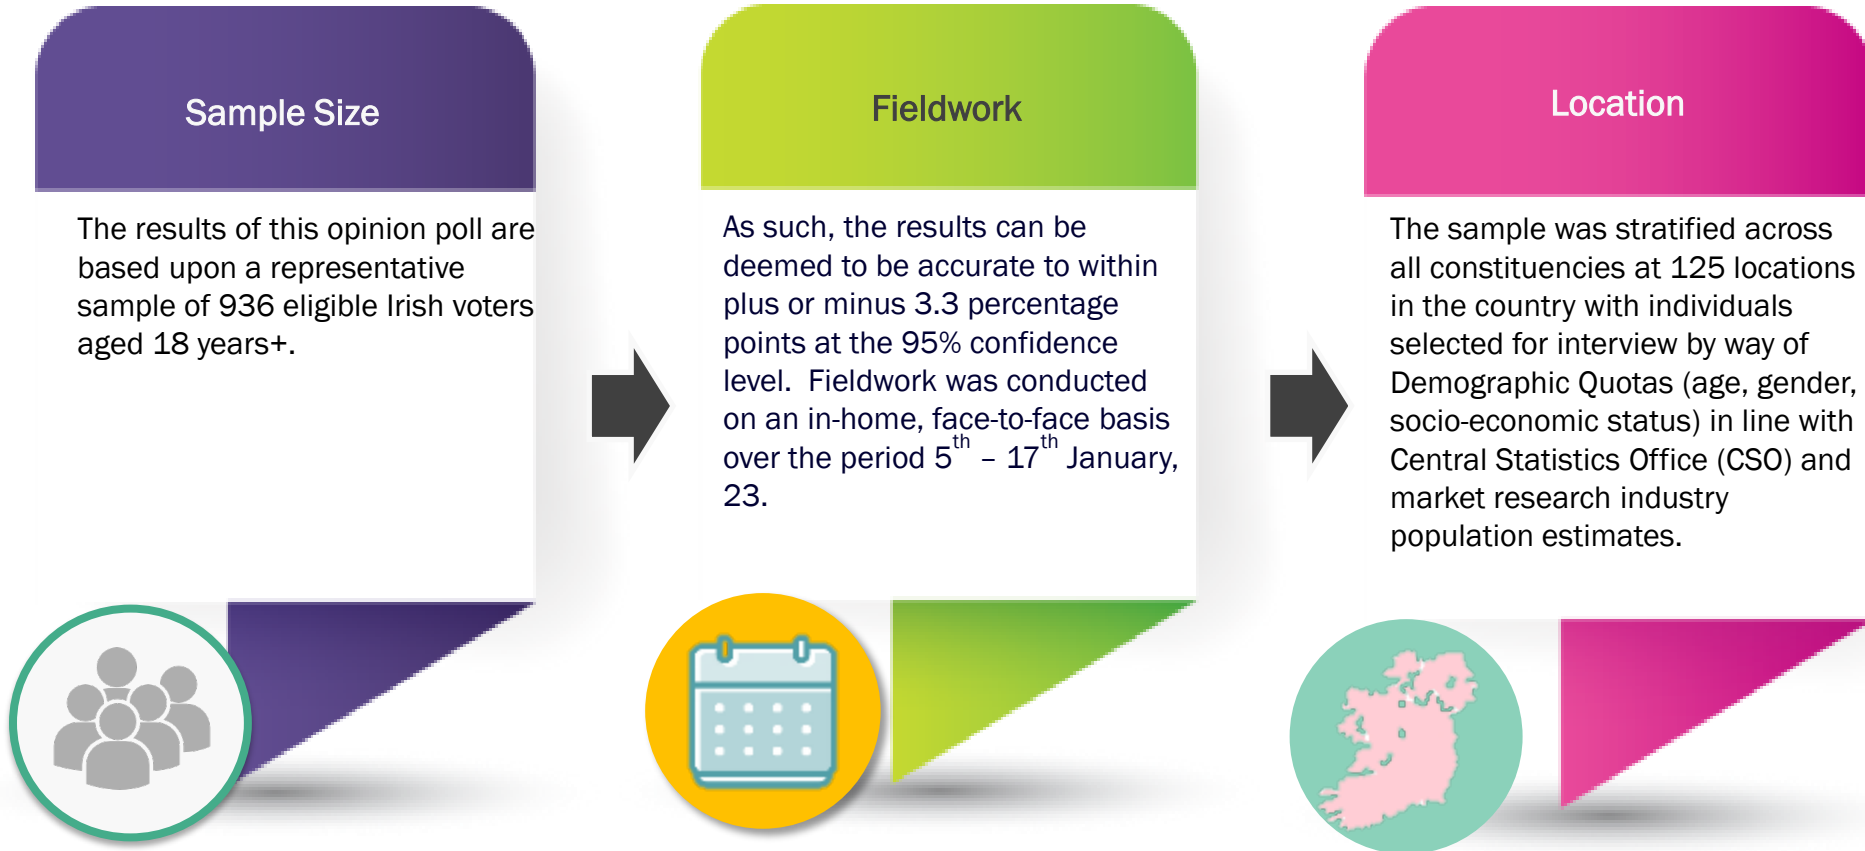 Sample Size
The results of this opinion poll are
based upon a representative
sample of 936 eligible Irish voters
aged 18 years+.
Fieldwork
As such, the results can be
deemed to be accurate to within
plus or minus 3.3 percentage
points at the 95% confidence
level.  Fieldwork was conducted
on an in-home, face-to-face basis
over the period 5th – 17th January,
23.
Location
The sample was stratified across
all constituencies at 125 locations
in the country with individuals
selected for interview by way of
Demographic Quotas (age, gender,
socio-economic status) in line with
Central Statistics Office (CSO) and
market research industry
population estimates.